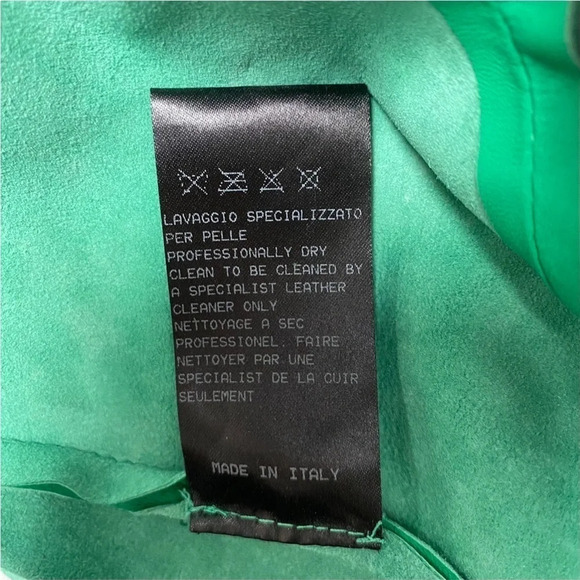 LAVAGGIO SPECIALIZZATO
PER PELLE
PROFESSIONALLY DRY
CLEAN TO BE CLEANED BY
A SPECIALIST LEATHER
CLEANER ONLY
NETTOYAGE A SEC
PROFESSIONEL. FAIRE
NETTOYER PAR UNE
SPECIALIST DE LA CUIR
SEULEMENT
MADE IN ITALY